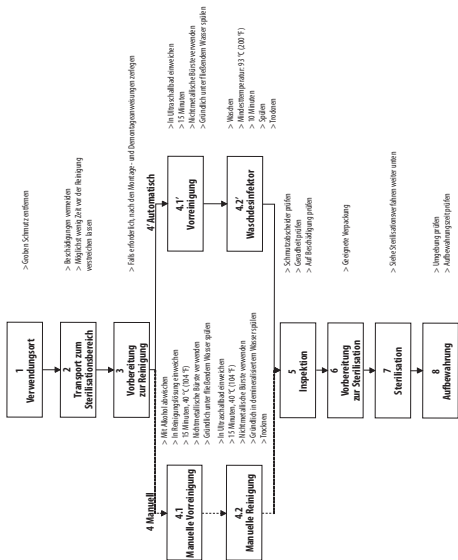 1
Verwendungsort
> Groben Schmutz entfernen
2
Transport zum
Sterilisationsbereich
> Beschädigungen vermeiden
> Möglichst wenig Zeit vor der Reinigung
verstreichen lassen
3
Vorbereitung
zur Reinigung
> Falls erforderlich, nach den Montage- und Demontageanweisungen zerlegen
4 Manuell
4.1
Manuelle Vorreinigung
> Mit Alkohol abwischen
> In Reinigungslösung einweichen
> 15 Minuten, 40 °C (104 °F)
> Nichtmetallische Bürste verwenden
> Gründlich unter fließendem Wasser spülen
4.2
Manuelle Reinigung
> In Ultraschallbad einweichen
> 15 Minuten, 40 °C (104 °F)
> Nichtmetallische Bürste verwenden
> Gründlich in demineralisiertem Wasser spülen
> Trocknen
4' Automatisch
4.1'
Vorreinigung
> In Ultraschallbad einweichen
> 15 Minuten
> Nichtmetallische Bürste verwenden
> Gründlich unter fließendem Wasser spülen
4.2'
Waschdesinfektor
> Waschen
> Mindesttemperatur: 93 °C (200 °F)
> 10 Minuten
> Spülen
> Trocknen
5
Inspektion
> Schmutzabscheider prüfen
> Geradheit prüfen
> Auf Beschädigung prüfen
6
Vorbereitung
zur Sterilisation
> Geeignete Verpackung
7
Sterilisation
> Siehe Sterilisationsverfahren weiter unten
8
Aufbewahrung
> Umgebung prüfen
> Aufbewahrungszeit prüfen